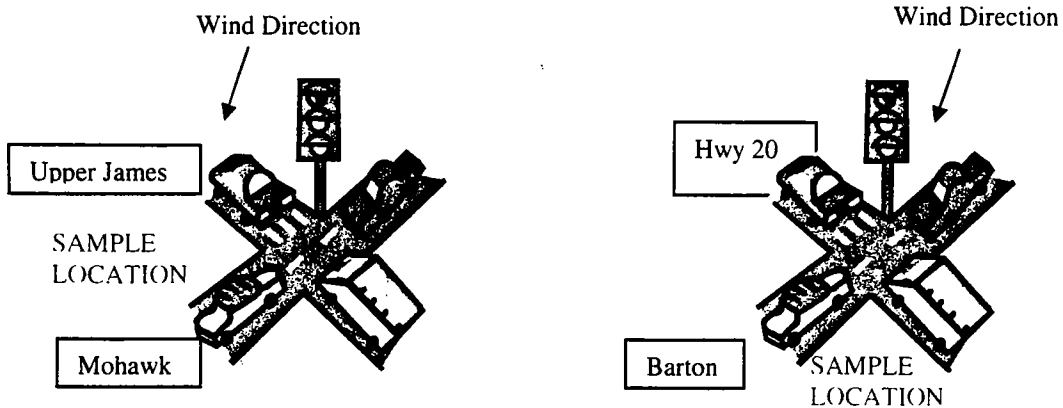 Wind Direction
Upper James
SAMPLE
LOCATION
Mohawk
Wind Direction
Hwy 20
Barton
SAMPLE
LOCATION